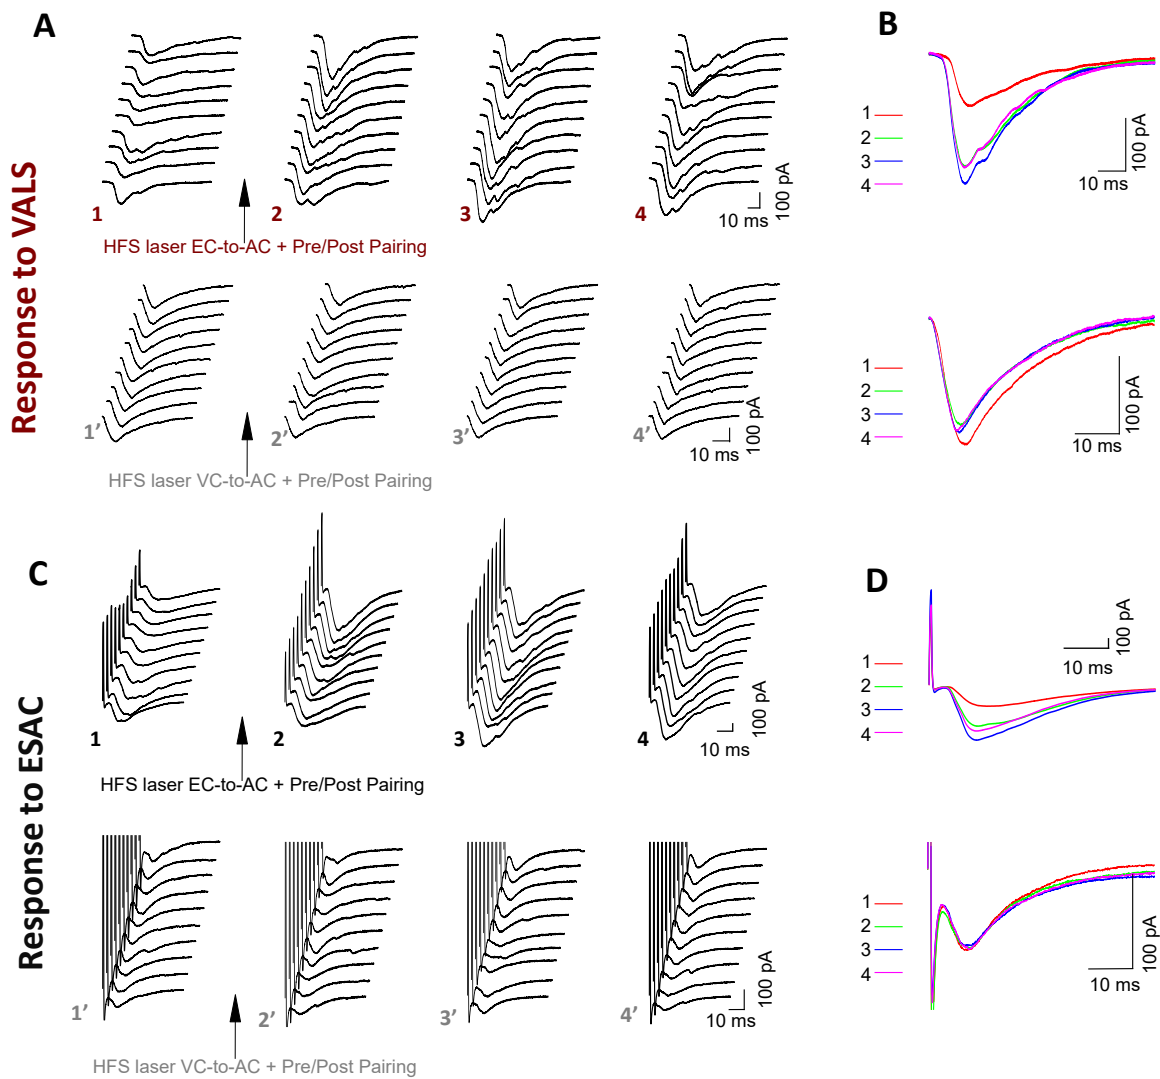 A
B
Response to VALS
1
2
3
4
10 ms
100 pA
HFS laser EC-to-AC + Pre/Post Pairing
1
2
3
4
10 ms
100 pA
1'
2'
3'
4'
10 ms
100 pA
HFS laser VC-to-AC + Pre/Post Pairing
1
2
3
4
10 ms
100 pA
C
D
Response to ESAC
1
2
3
4
10 ms
100 pA
HFS laser EC-to-AC + Pre/Post Pairing
1
2
3
4
10 ms
100 pA
1'
2'
3'
4'
10 ms
100 pA
HFS laser VC-to-AC + Pre/Post Pairing
1
2
3
4
10 ms
100 pA